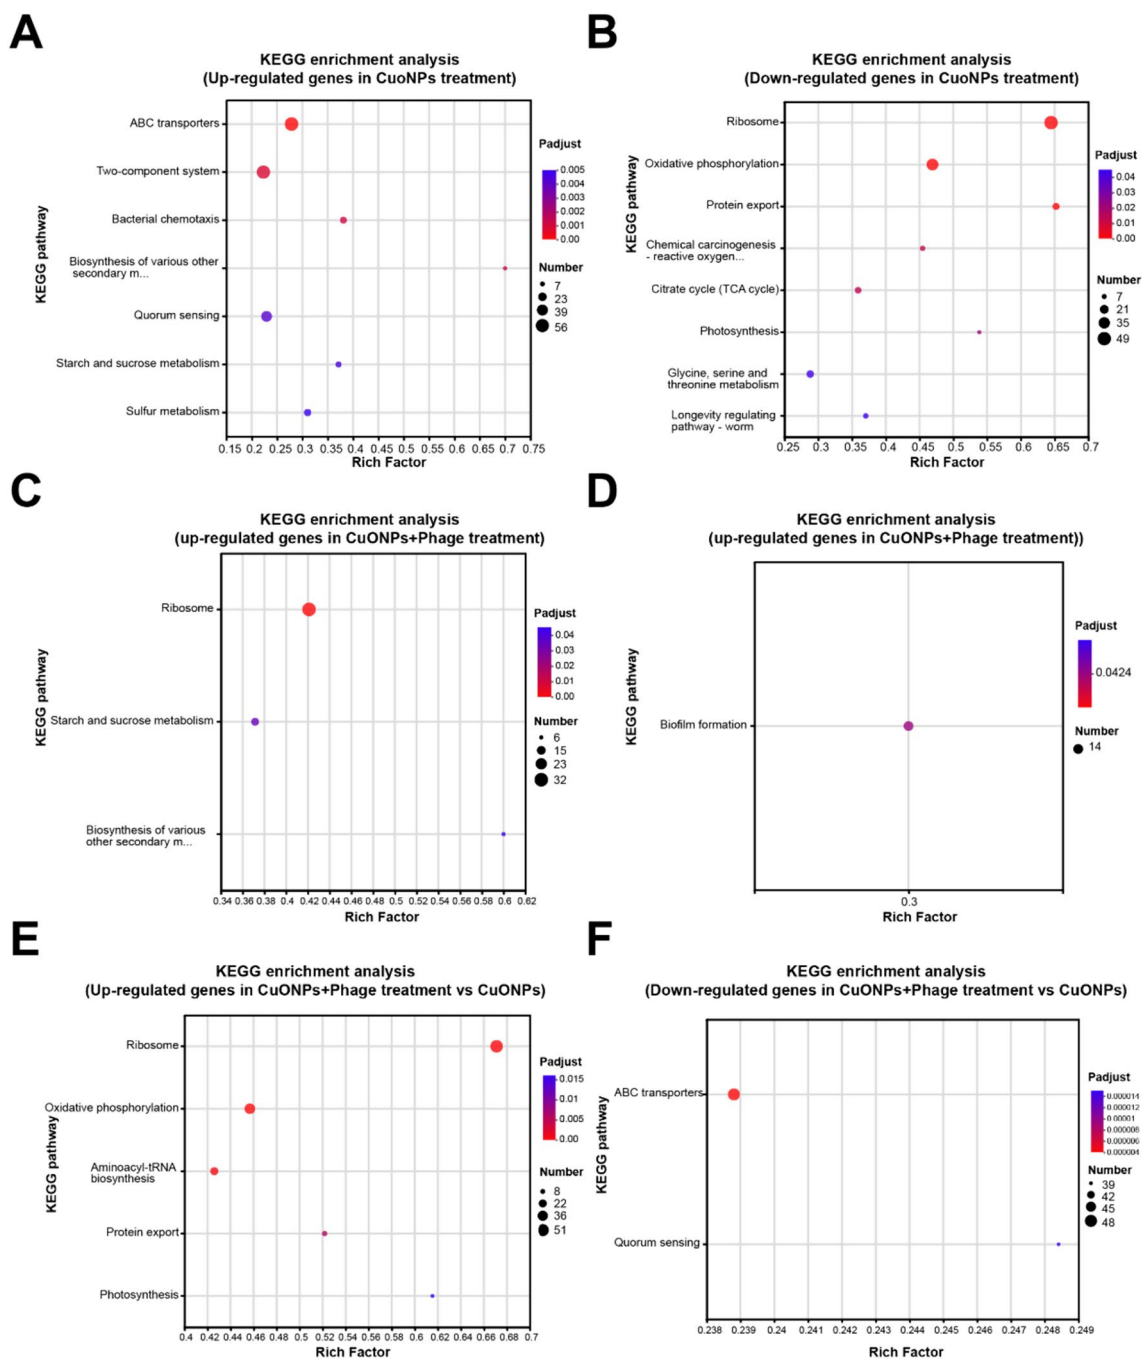 A
KEGG enrichment analysis
(Up-regulated genes in CuoNPs treatment)
KEGG pathway
ABC transporters
Two-component system
Bacterial chemotaxis
Biosynthesis of various other
secondary m...
Quorum sensing
Starch and sucrose metabolism
Sulfur metabolism
0.15 0.2 0.25 0.3 0.35 0.4 0.45 0.5 0.55 0.6 0.65 0.7 0.75
Rich Factor
Padjust
0.005
0.004
0.003
0.002
0.001
0.00
Number
7
23
39
56
B
KEGG enrichment analysis
(Down-regulated genes in CuoNPs treatment)
KEGG pathway
Ribosome
Oxidative phosphorylation
Protein export
Chemical carcinogenesis
- reactive oxygen...
Citrate cycle (TCA cycle)
Photosynthesis
Glycine, serine and
threonine metabolism
Longevity regulating
pathway - worm
0.25 0.3 0.35 0.4 0.45 0.5 0.55 0.6 0.65 0.7
Rich Factor
Padjust
0.04
0.03
0.02
0.01
0.00
Number
7
21
35
49
C
KEGG enrichment analysis
(up-regulated genes in CuONPs+Phage treatment)
KEGG pathway
Ribosome
Starch and sucrose metabolism
Biosynthesis of various
other secondary m...
0.34 0.36 0.38 0.4 0.42 0.44 0.46 0.48 0.5 0.52 0.54 0.56 0.58 0.6 0.62
Rich Factor
Padjust
0.04
0.03
0.02
0.01
0.00
Number
6
15
23
32
D
KEGG enrichment analysis
(up-regulated genes in CuONPs+Phage treatment))
KEGG pathway
Biofilm formation
0.3
Rich Factor
Padjust
0.0424
Number
14
E
KEGG enrichment analysis
(Up-regulated genes in CuONPs+Phage treatment vs CuONPs)
KEGG pathway
Ribosome
Oxidative phosphorylation
Aminoacyl-tRNA
biosynthesis
Protein export
Photosynthesis
0.4 0.42 0.44 0.46 0.48 0.5 0.52 0.54 0.56 0.58 0.6 0.62 0.64 0.66 0.68 0.7
Rich Factor
Padjust
0.015
0.010
0.005
0.00
Number
8
22
36
51
F
KEGG enrichment analysis
(Down-regulated genes in CuONPs+Phage treatment vs CuONPs)
KEGG pathway
ABC transporters
Quorum sensing
0.238 0.239 0.24 0.241 0.242 0.243 0.244 0.245 0.246 0.247 0.248 0.249
Rich Factor
Padjust
0.000014
0.000012
0.00001
0.000008
0.000006
0.000004
Number
39
42
45
48